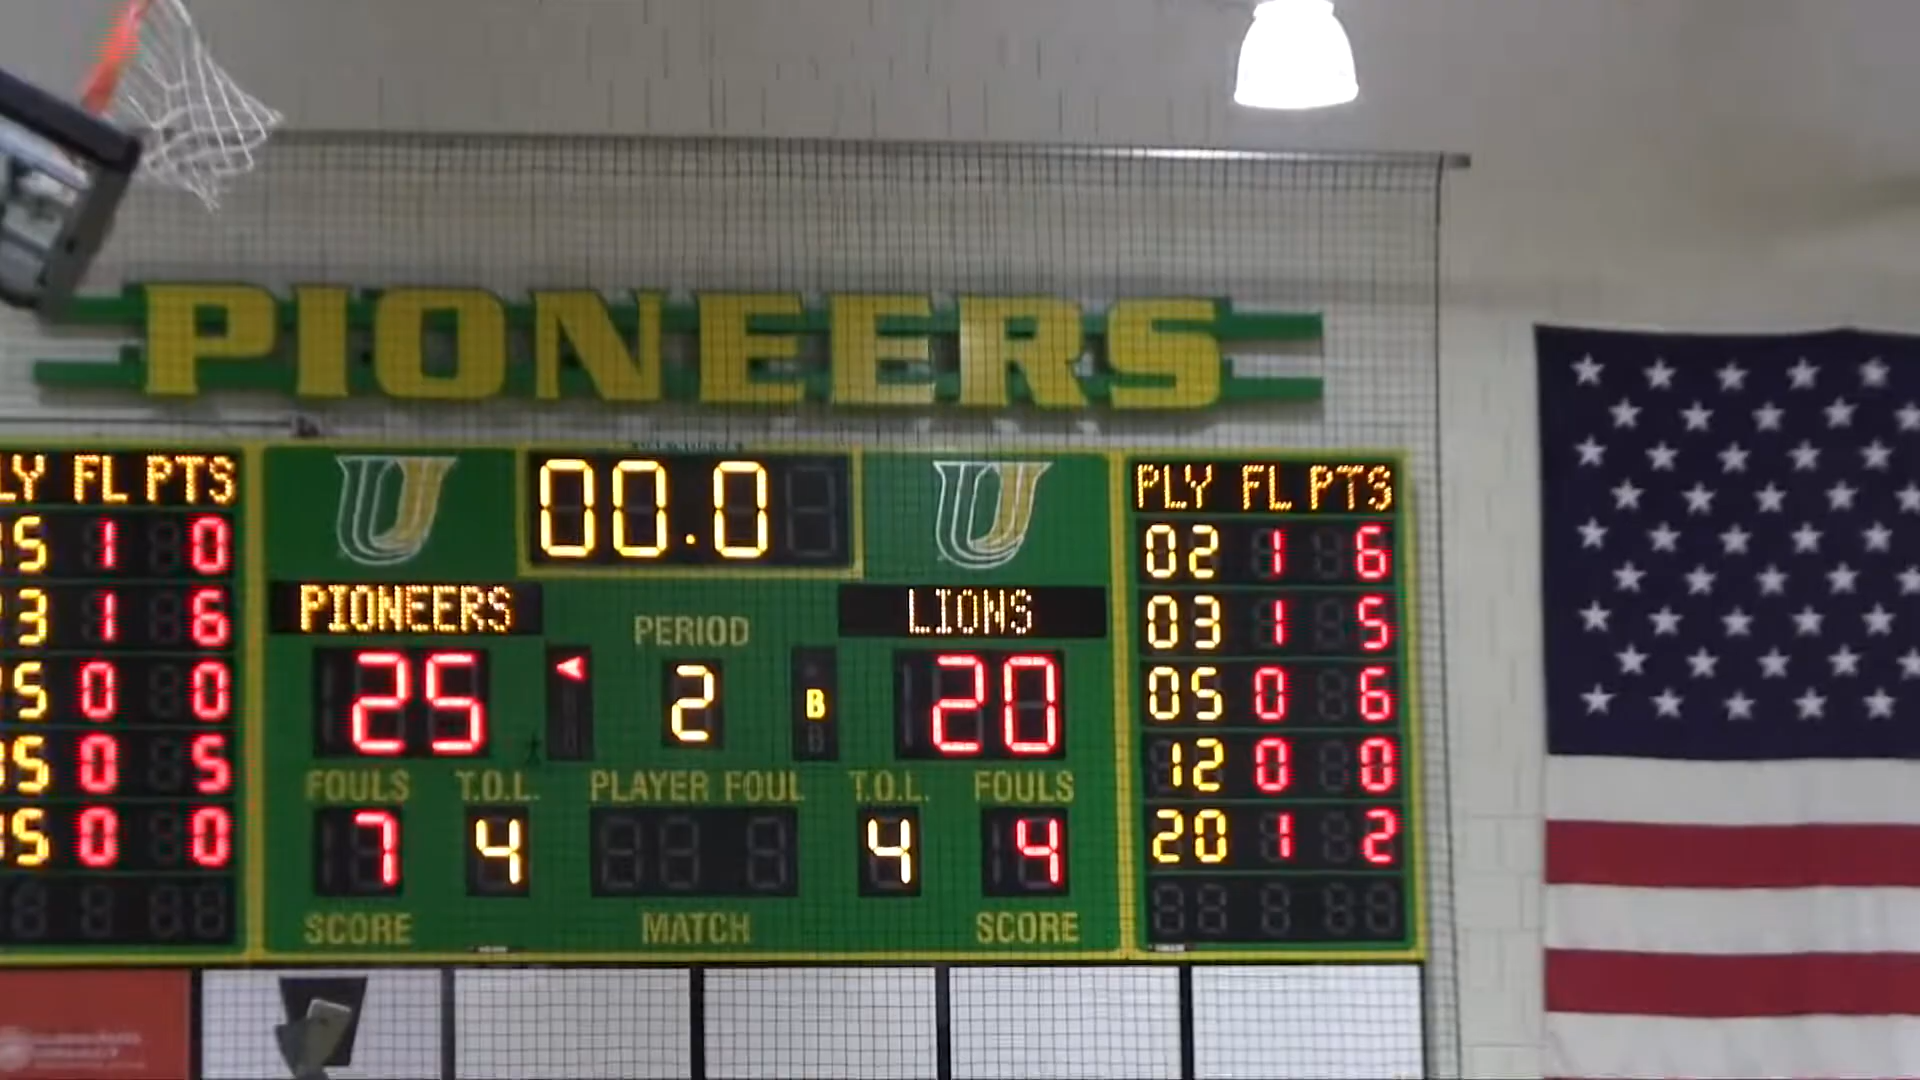 PIONEERS
LY FL PTS
5 1 0
3 1 6
5 0 0
5 0 5
5 0 0
U
00.0
U
PIONEERS
PERIOD
LIONS
25
2
B
20
FOULS T.O.L. PLAYER FOUL T.O.L. FOULS
7 4 4 4
SCORE MATCH SCORE
PLY FL PTS
02 1 6
03 1 5
05 0 6
12 0 0
20 1 2